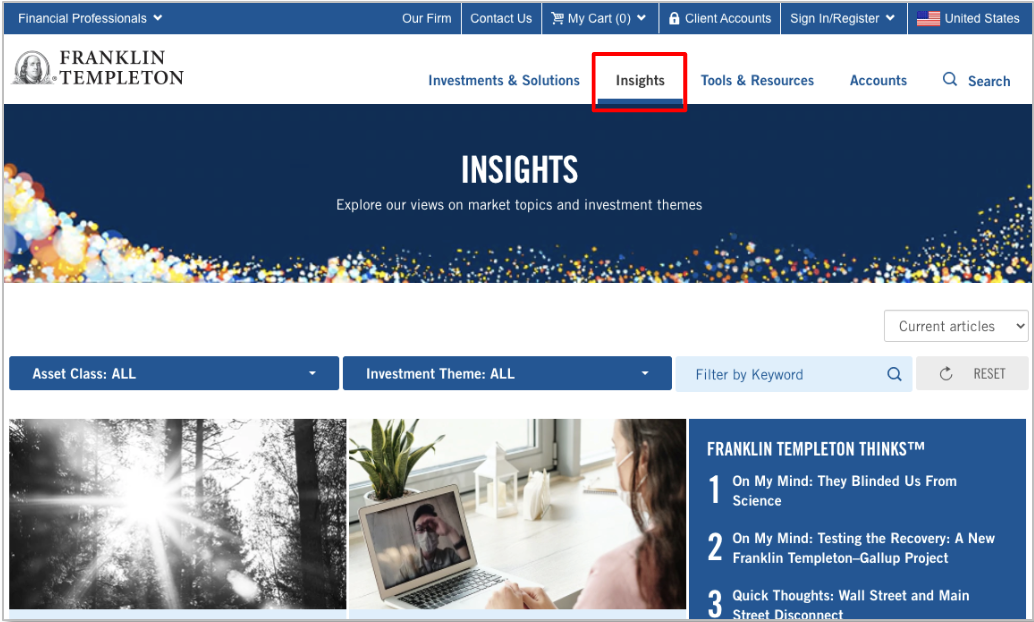 Financial Professionals
Our Firm
Contact Us
My Cart (0)
Client Accounts
Sign In/Register
United States
FRANKLIN
TEMPLETON
Investments & Solutions
Insights
Tools & Resources
Accounts
Search
INSIGHTS
Explore our views on market topics and investment themes
Current articles
Asset Class: ALL
Investment Theme: ALL
Filter by Keyword
RESET
FRANKLIN TEMPLETON THINKS™
1 On My Mind: They Blinded Us From
Science
2 On My Mind: Testing the Recovery: A New
Franklin Templeton–Gallup Project
3 Quick Thoughts: Wall Street and Main
Street Disconnect